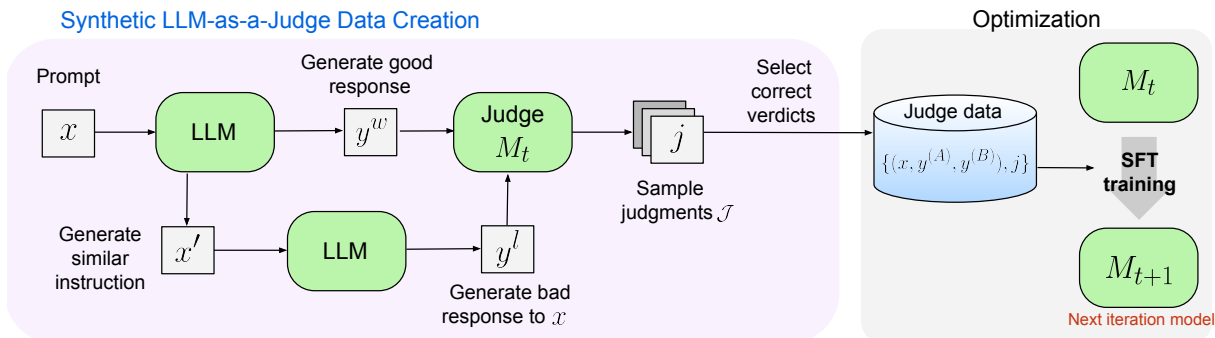 Synthetic LLM-as-a-Judge Data Creation
Optimization
Prompt
x
LLM
Generate good
response
y^w
Judge
M_t
Select
correct
verdicts
j
Sample
judgments 𝒥
Generate
similar
instruction
x′
LLM
y^l
Generate bad
response to x
Judge data
{(x, y^(A), y^(B)), j}
M_t
SFT
training
M_{t+1}
Next iteration model